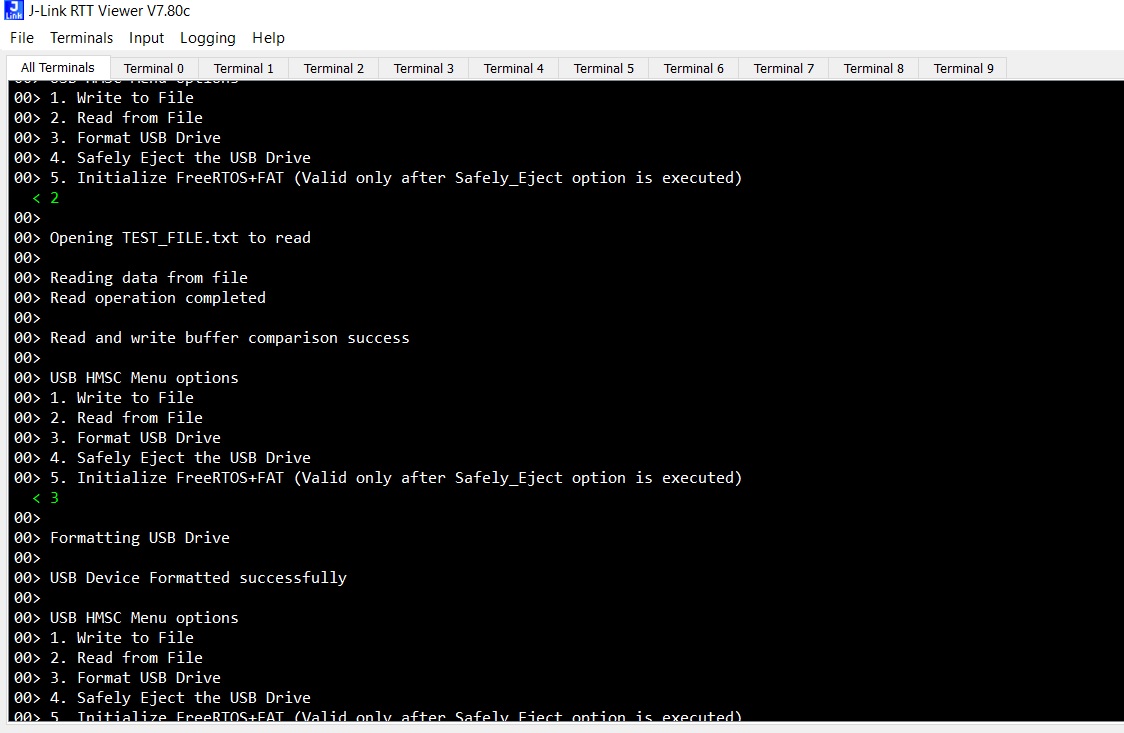 J-Link RTT Viewer V7.80c
File Terminals Input Logging Help
All Terminals Terminal 0 Terminal 1 Terminal 2 Terminal 3 Terminal 4 Terminal 5 Terminal 6 Terminal 7 Terminal 8 Terminal 9
00> USB HMSC Menu options
00> 1. Write to File
00> 2. Read from File
00> 3. Format USB Drive
00> 4. Safely Eject the USB Drive
00> 5. Initialize FreeRTOS+FAT (Valid only after Safely_Eject option is executed)
< 2
00>
00> Opening TEST_FILE.txt to read
00>
00> Reading data from file
00> Read operation completed
00>
00> Read and write buffer comparison success
00>
00> USB HMSC Menu options
00> 1. Write to File
00> 2. Read from File
00> 3. Format USB Drive
00> 4. Safely Eject the USB Drive
00> 5. Initialize FreeRTOS+FAT (Valid only after Safely_Eject option is executed)
< 3
00>
00> Formatting USB Drive
00>
00> USB Device Formatted successfully
00>
00> USB HMSC Menu options
00> 1. Write to File
00> 2. Read from File
00> 3. Format USB Drive
00> 4. Safely Eject the USB Drive
00> 5. Initialize FreeRTOS+FAT (Valid only after Safely_Eject option is executed)